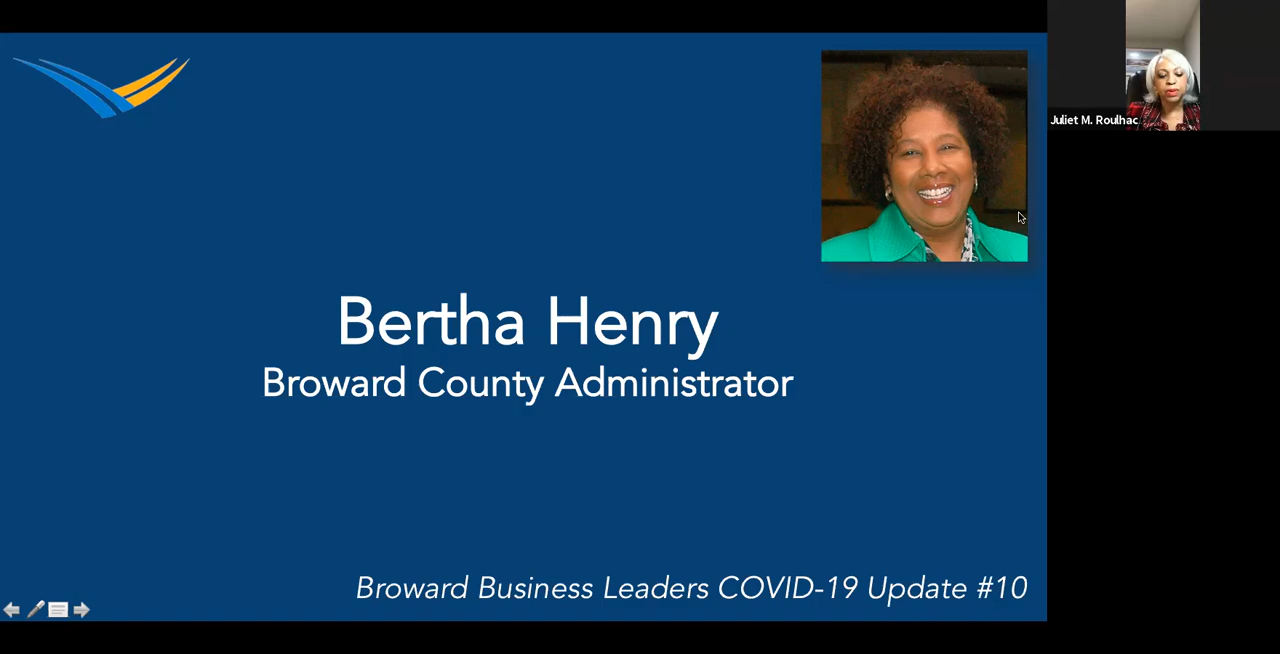 Juliet M. Roulhac
Bertha Henry
Broward County Administrator
Broward Business Leaders COVID-19 Update #10